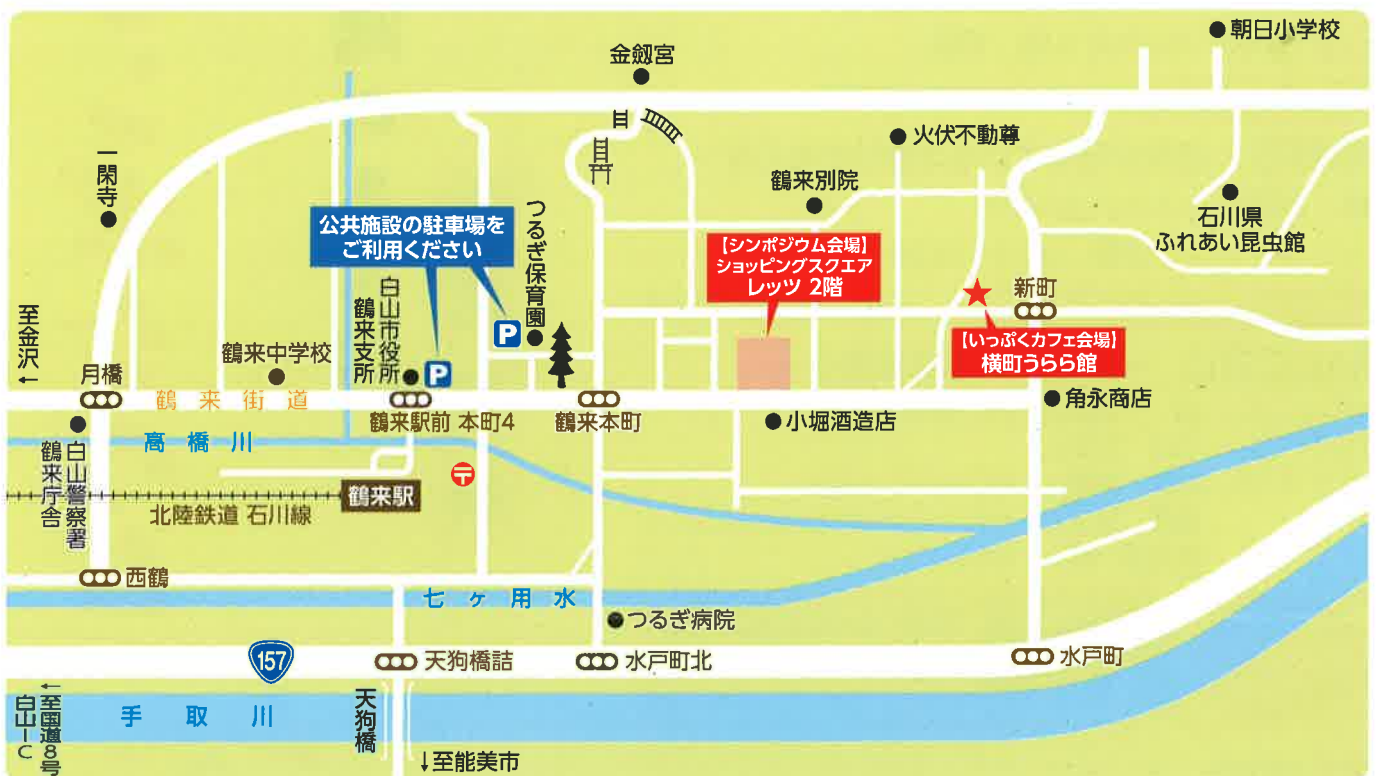 朝日小学校
金劔宮
火伏不動尊
一閑寺
鶴来別院
石川県
ふれあい昆虫館
公共施設の駐車場を
ご利用ください
つるぎ保育園
【シンポジウム会場】
ショッピングスクエア
レッツ 2階
白山市役所
鶴来支所
新町
至金沢
←
P
P
【いっぷくカフェ会場】
横町うらら館
鶴来中学校
月橋
鶴来街道
鶴来駅前 本町4
鶴来本町
小堀酒造店
角永商店
高橋川
白山警察署
鶴来庁舎
〒
鶴来駅
北陸鉄道 石川線
西鶴
七ヶ用水
つるぎ病院
157
天狗橋詰
水戸町北
水戸町
←至国道8号
白山IC
手取川
天狗橋
↓至能美市